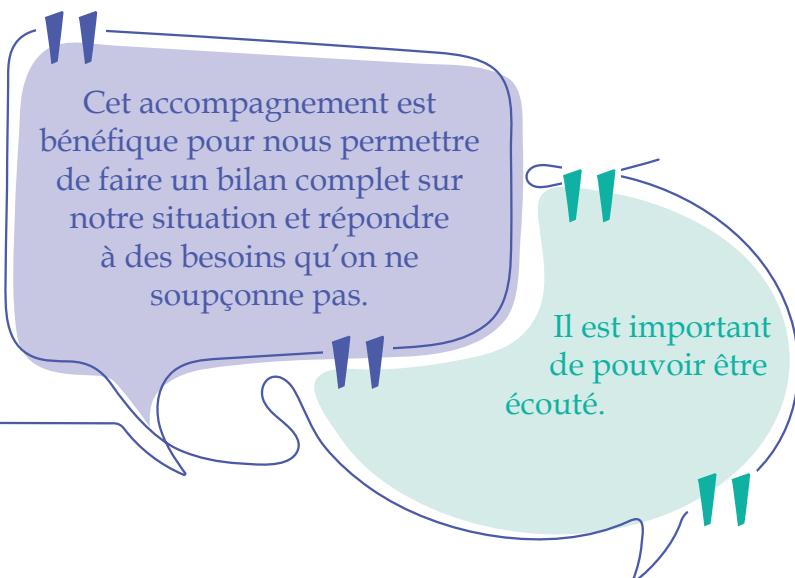 Cet accompagnement est
bénéfique pour nous permettre
de faire un bilan complet sur
notre situation et répondre
à des besoins qu’on ne
soupçonne pas.
Il est important
de pouvoir être
écouté.